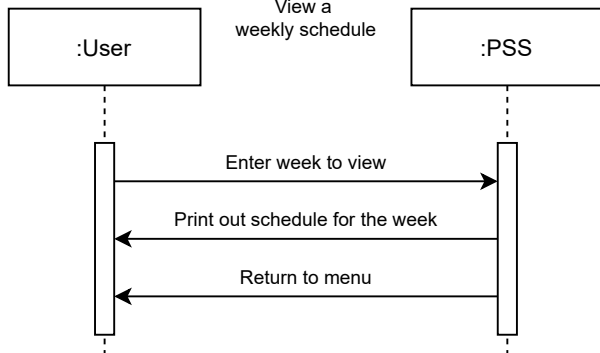 View a
weekly schedule
:User
:PSS
Enter week to view
Print out schedule for the week
Return to menu